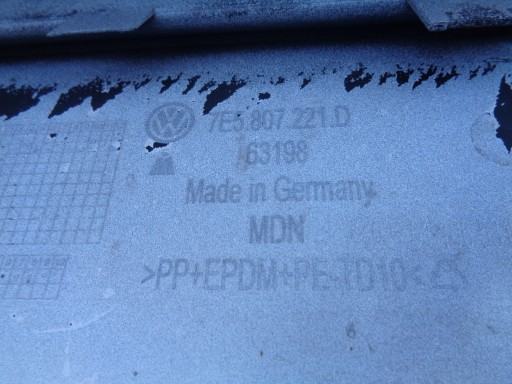 7E5.807 221.D
63198
Made in Germany
MDN
>PP+EPDM+PE-TD10<